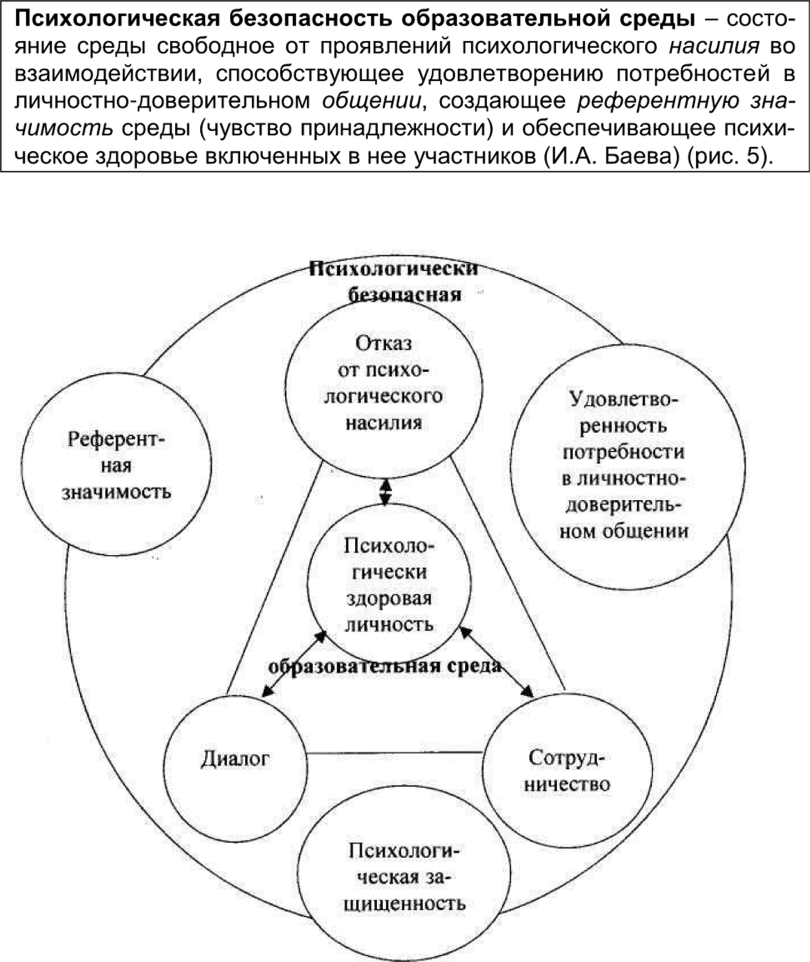 Психологическая безопасность образовательной среды – состо-
яние среды свободное от проявлений психологического насилия во
взаимодействии, способствующее удовлетворению потребностей в
личностно-доверительном общении, создающее референтную зна-
чимость среды (чувство принадлежности) и обеспечивающее психи-
ческое здоровье включенных в нее участников (И.А. Баева) (рис. 5).
Психологически
безопасная
Отказ
от психо-
логического
насилия
Референт-
ная
значимость
Удовлетво-
ренность
потребности
в личностно-
доверитель-
ном общении
Психоло-
гически
здоровая
личность
образовательная среда
Диалог
Сотруд-
ничество
Психологи-
ческая за-
щищенность